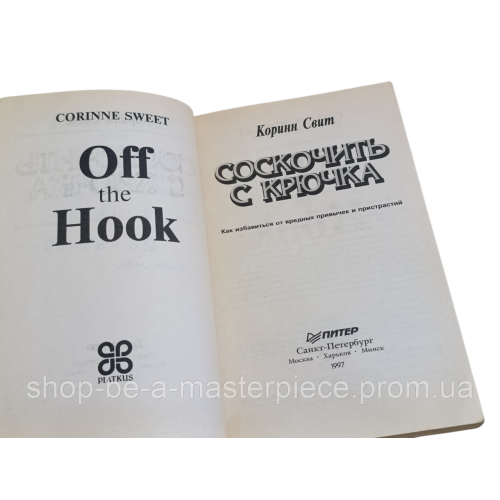 CORINNE SWEET
Off
the
Hook
PIATKUS
Коринн Свит
СОСКОЧИТЬ
С КРЮЧКА
Как избавиться от вредных привычек и пристрастий
ПИТЕР
Санкт-Петербург
Москва · Харьков · Минск
1997
shop-be-a-masterpiece.prom.ua